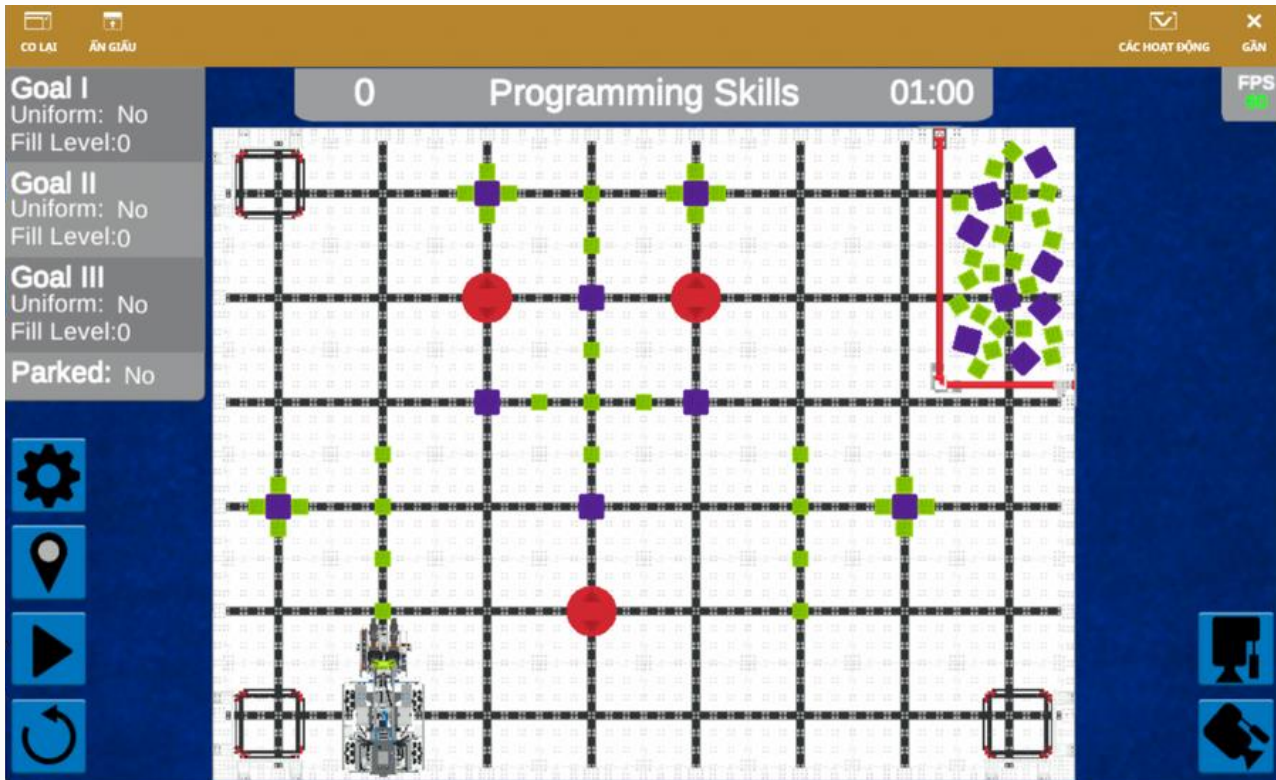 CO LẠI
ẨN GIẤU
CÁC HOẠT ĐỘNG
GẦN
0
Programming Skills
01:00
FPS
Goal I
Uniform: No
Fill Level:0
Goal II
Uniform: No
Fill Level:0
Goal III
Uniform: No
Fill Level:0
Parked: No